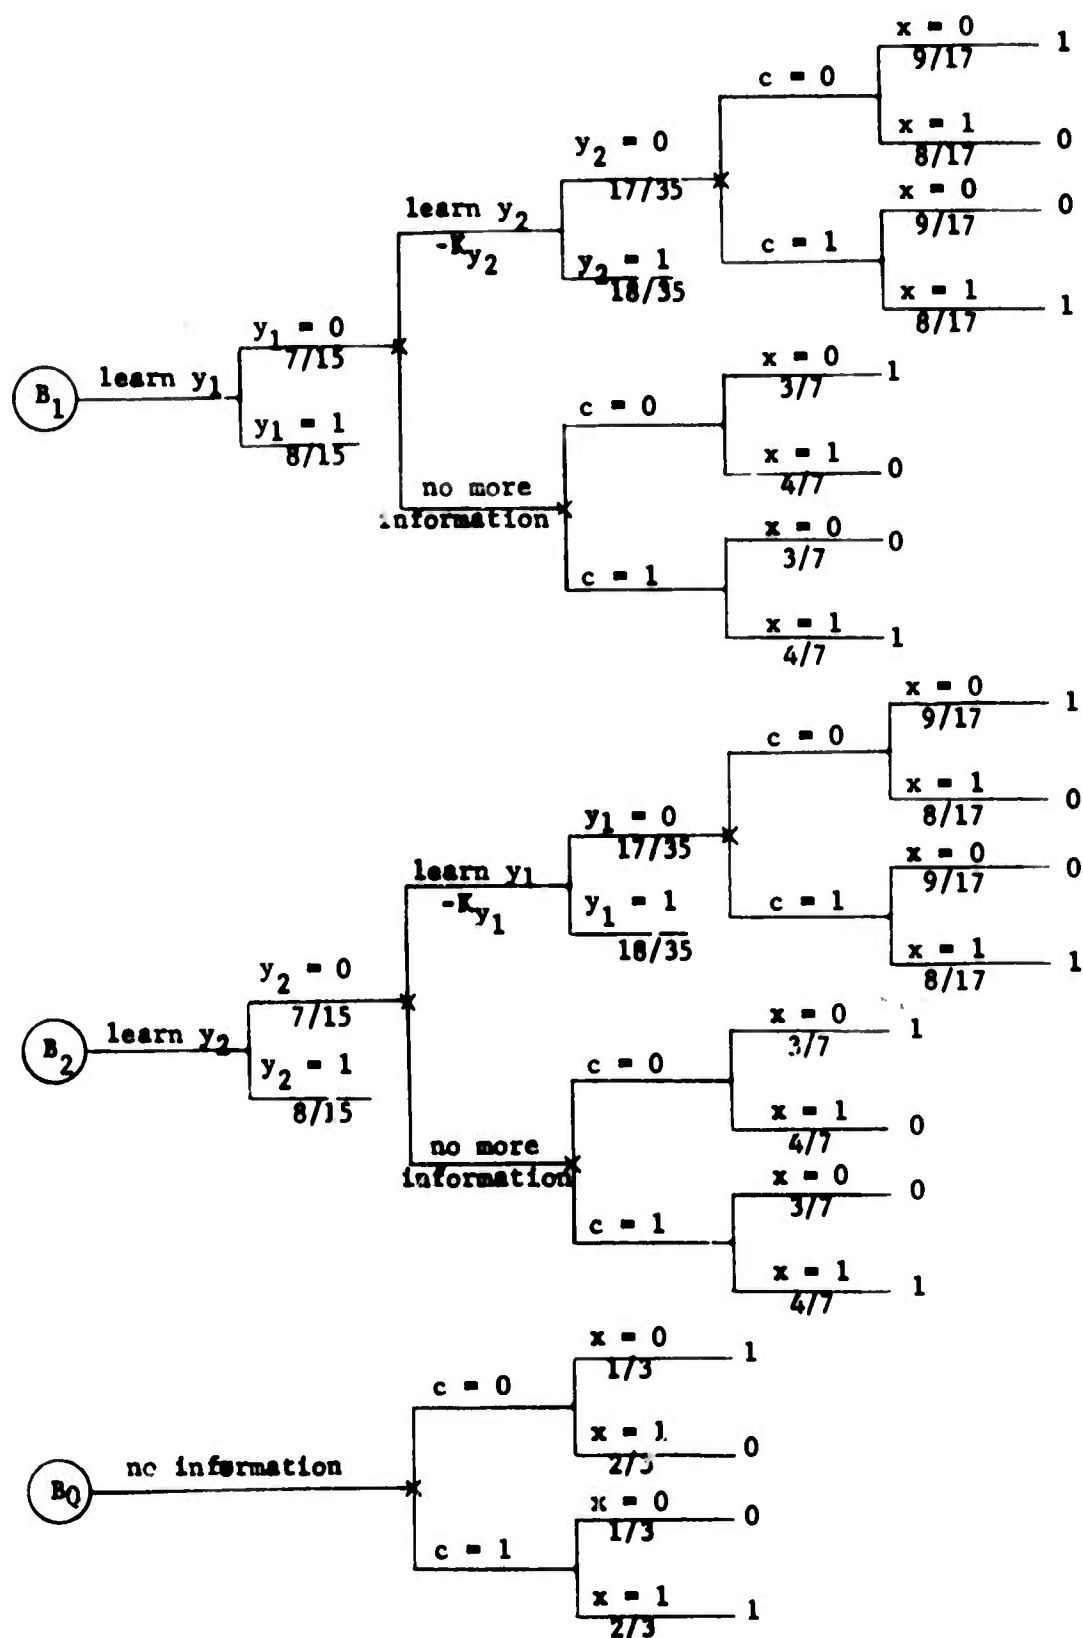 x = 0
9/17
1
c = 0
x = 1
8/17
0
y2 = 0
17/35
x = 0
9/17
0
learn y2
-Ky2
c = 1
y2 = 1
18/35
x = 1
8/17
1
y1 = 0
7/15
x = 0
3/7
1
B1
learn y1
c = 0
y1 = 1
8/15
x = 1
4/7
0
no more
information
x = 0
3/7
0
c = 1
x = 1
4/7
1
x = 0
9/17
1
c = 0
x = 1
8/17
0
y1 = 0
17/35
x = 0
9/17
0
learn y1
-Ky1
y1 = 1
18/35
c = 1
x = 1
8/17
1
y2 = 0
7/15
x = 0
3/7
1
B2
learn y2
y2 = 1
8/15
c = 0
x = 1
4/7
0
no more
information
x = 0
3/7
0
c = 1
x = 1
4/7
1
x = 0
1/3
1
c = 0
x = 1
2/3
0
B0
no information
x = 0
1/3
0
c = 1
x = 1
2/3
1